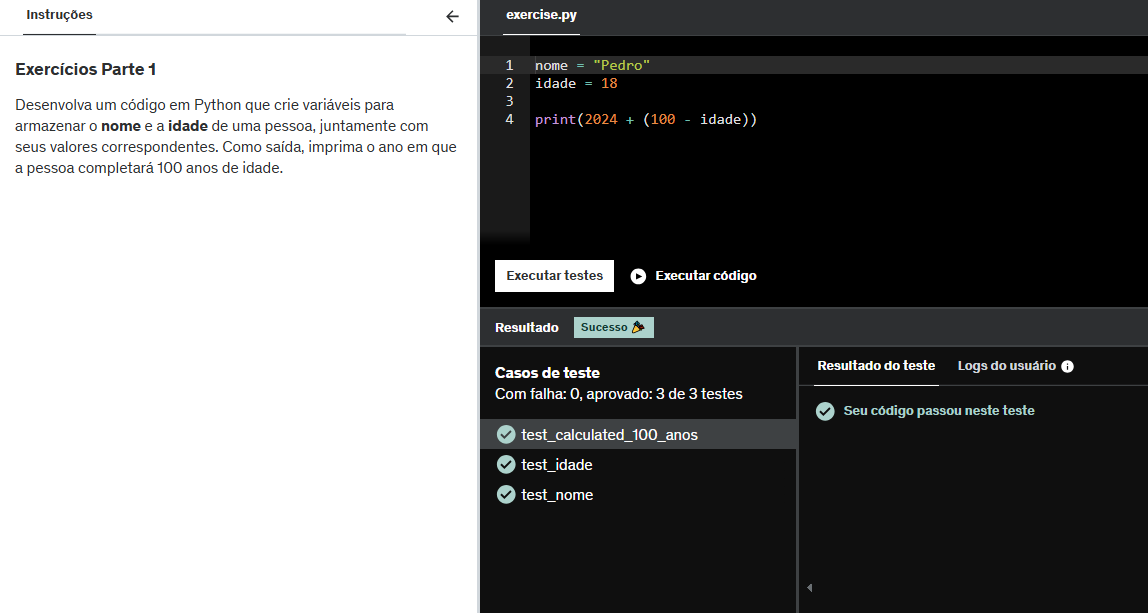 Instruções
Exercícios Parte 1
Desenvolva um código em Python que crie variáveis para
armazenar o nome e a idade de uma pessoa, juntamente com
seus valores correspondentes. Como saída, imprima o ano em que
a pessoa completará 100 anos de idade.
exercise.py
1 nome = "Pedro"
2 idade = 18
3
4 print(2024 + (100 - idade))
Executar testes
Executar código
Resultado
Sucesso
Casos de teste
Com falha: 0, aprovado: 3 de 3 testes
test_calculated_100_anos
test_idade
test_nome
Resultado do teste
Logs do usuário
Seu código passou neste teste